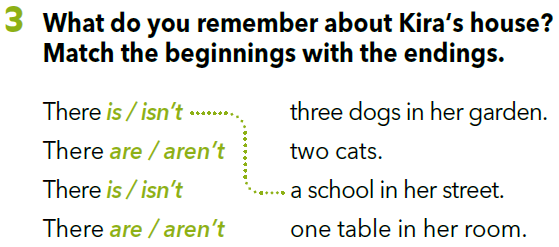 3 What do you remember about Kira's house?
Match the beginnings with the endings.
There is / isn't three dogs in her garden.
There are / aren't two cats.
There is / isn't a school in her street.
There are / aren't one table in her room.